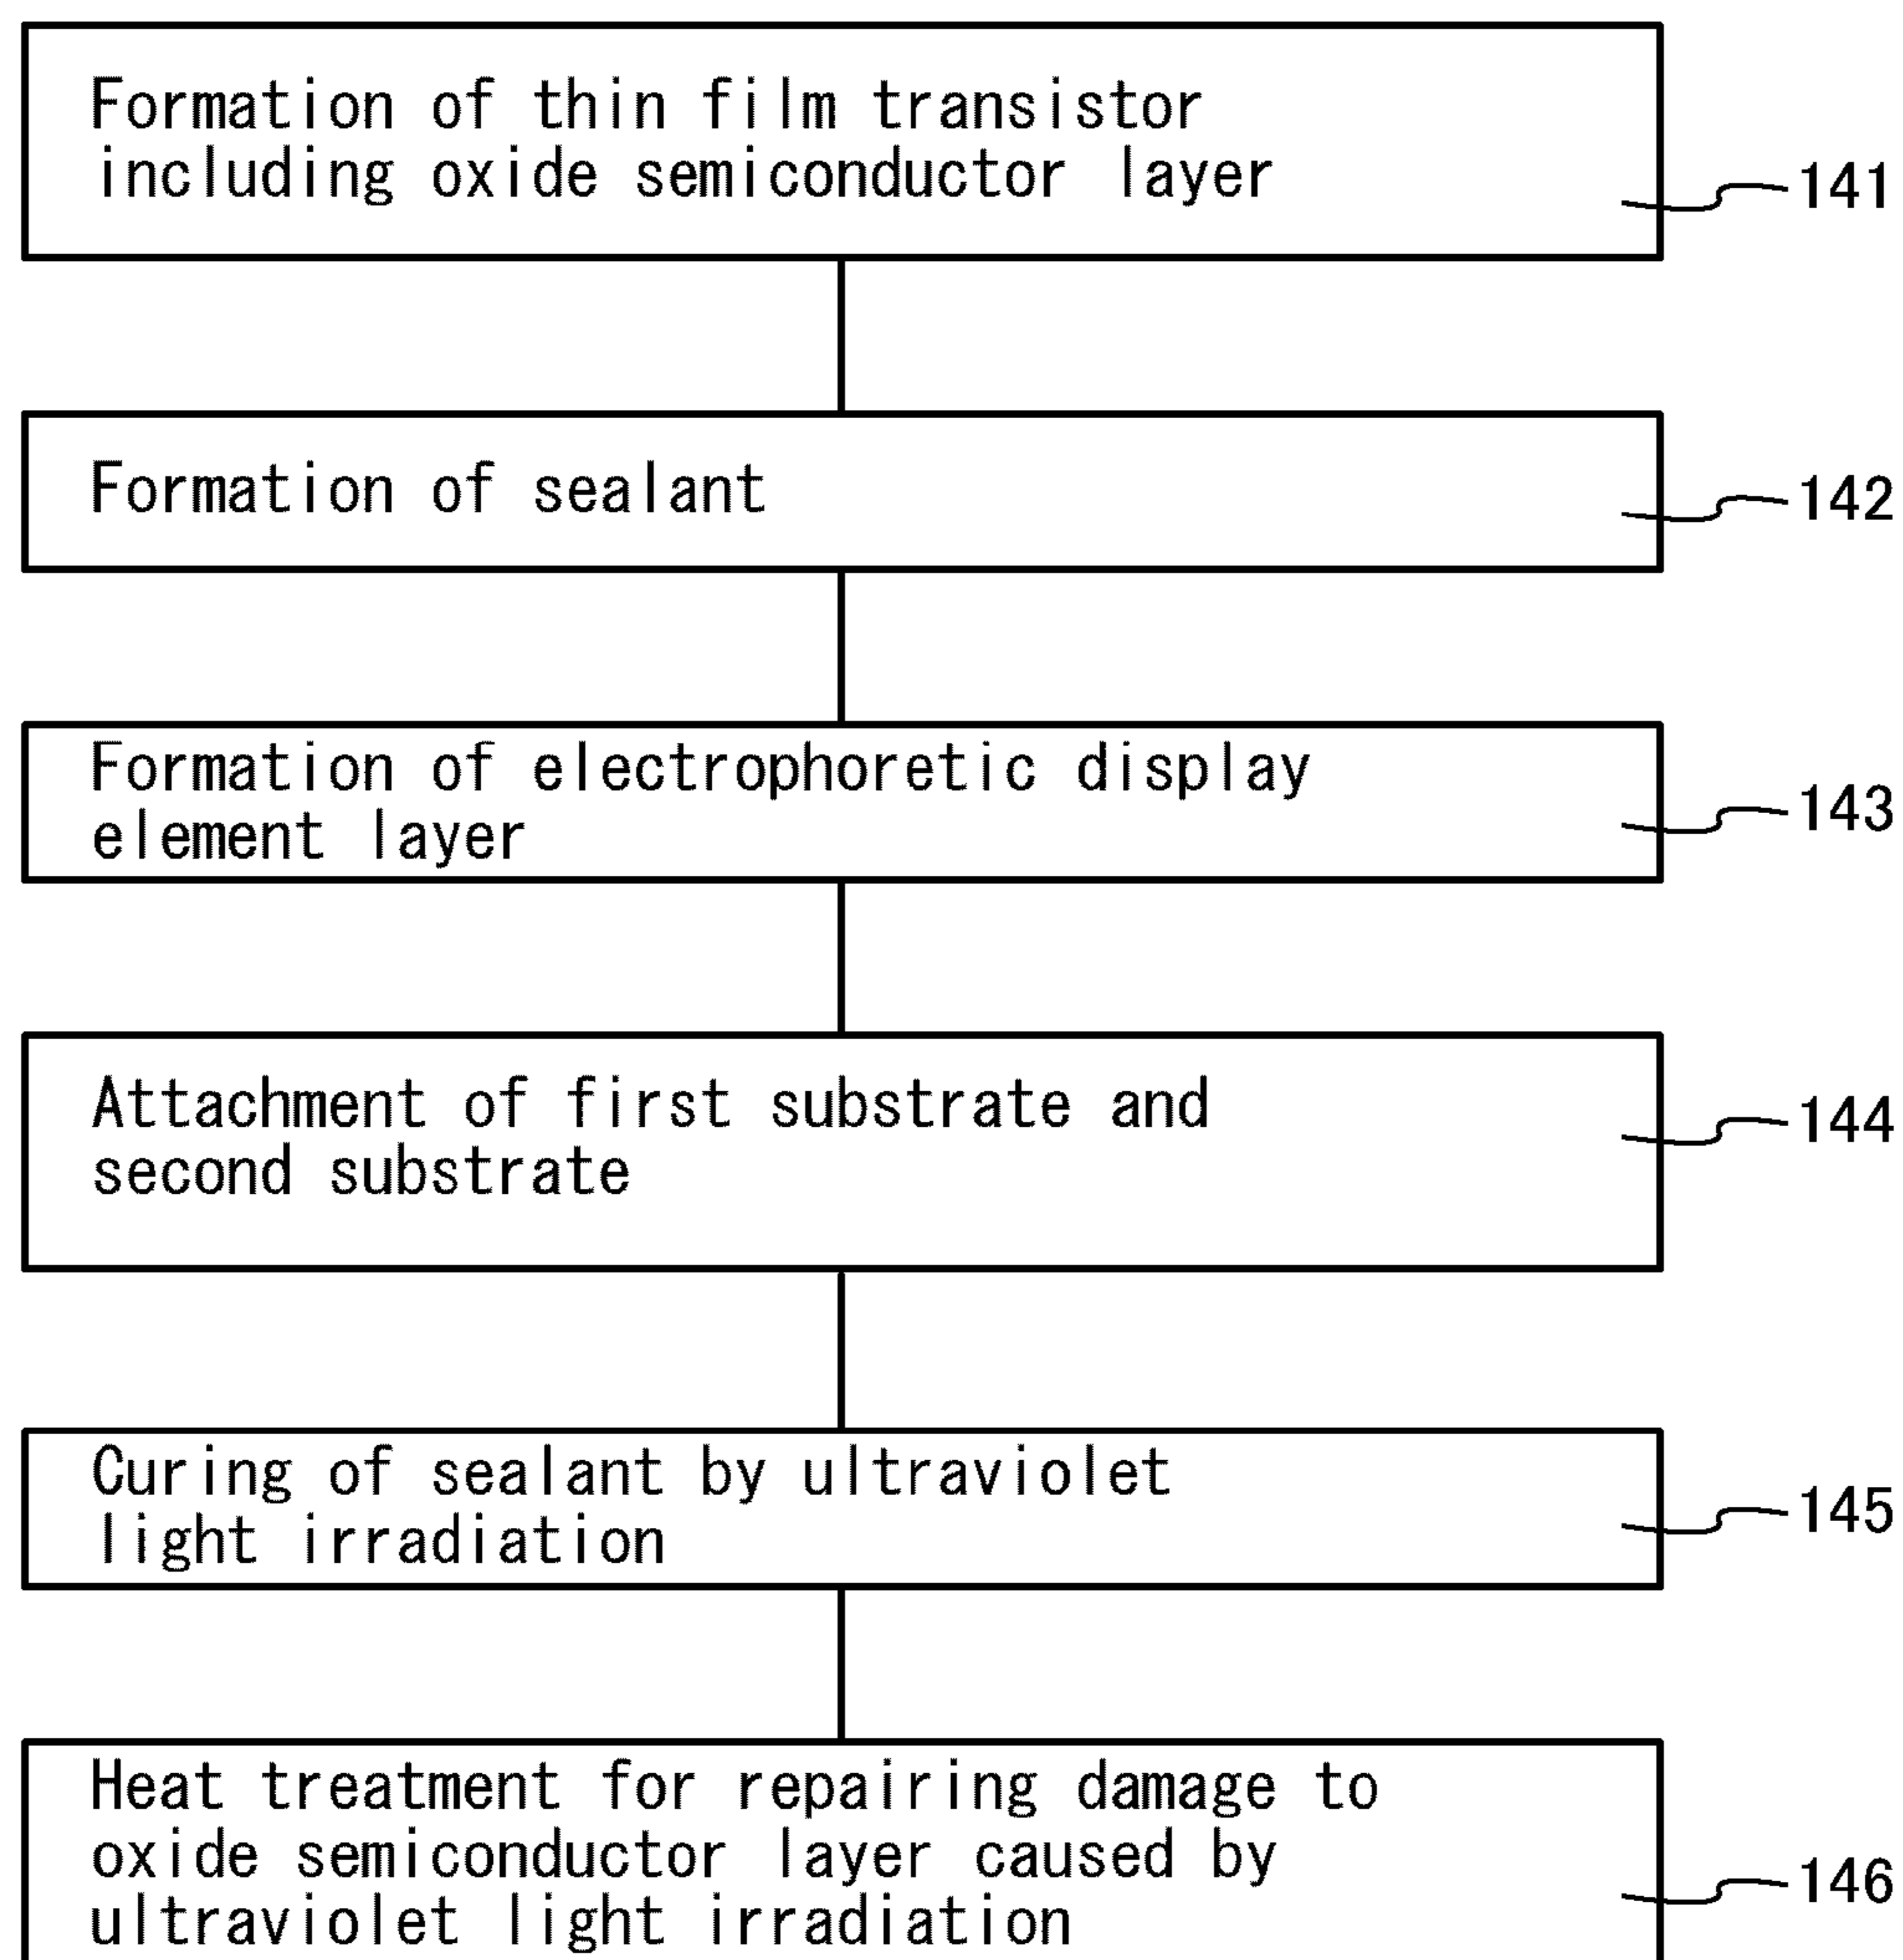 Formation of thin film transistor
including oxide semiconductor layer
141
Formation of sealant
142
Formation of electrophoretic display
element layer
143
Attachment of first substrate and
second substrate
144
Curing of sealant by ultraviolet
light irradiation
145
Heat treatment for repairing damage to
oxide semiconductor layer caused by
ultraviolet light irradiation
146